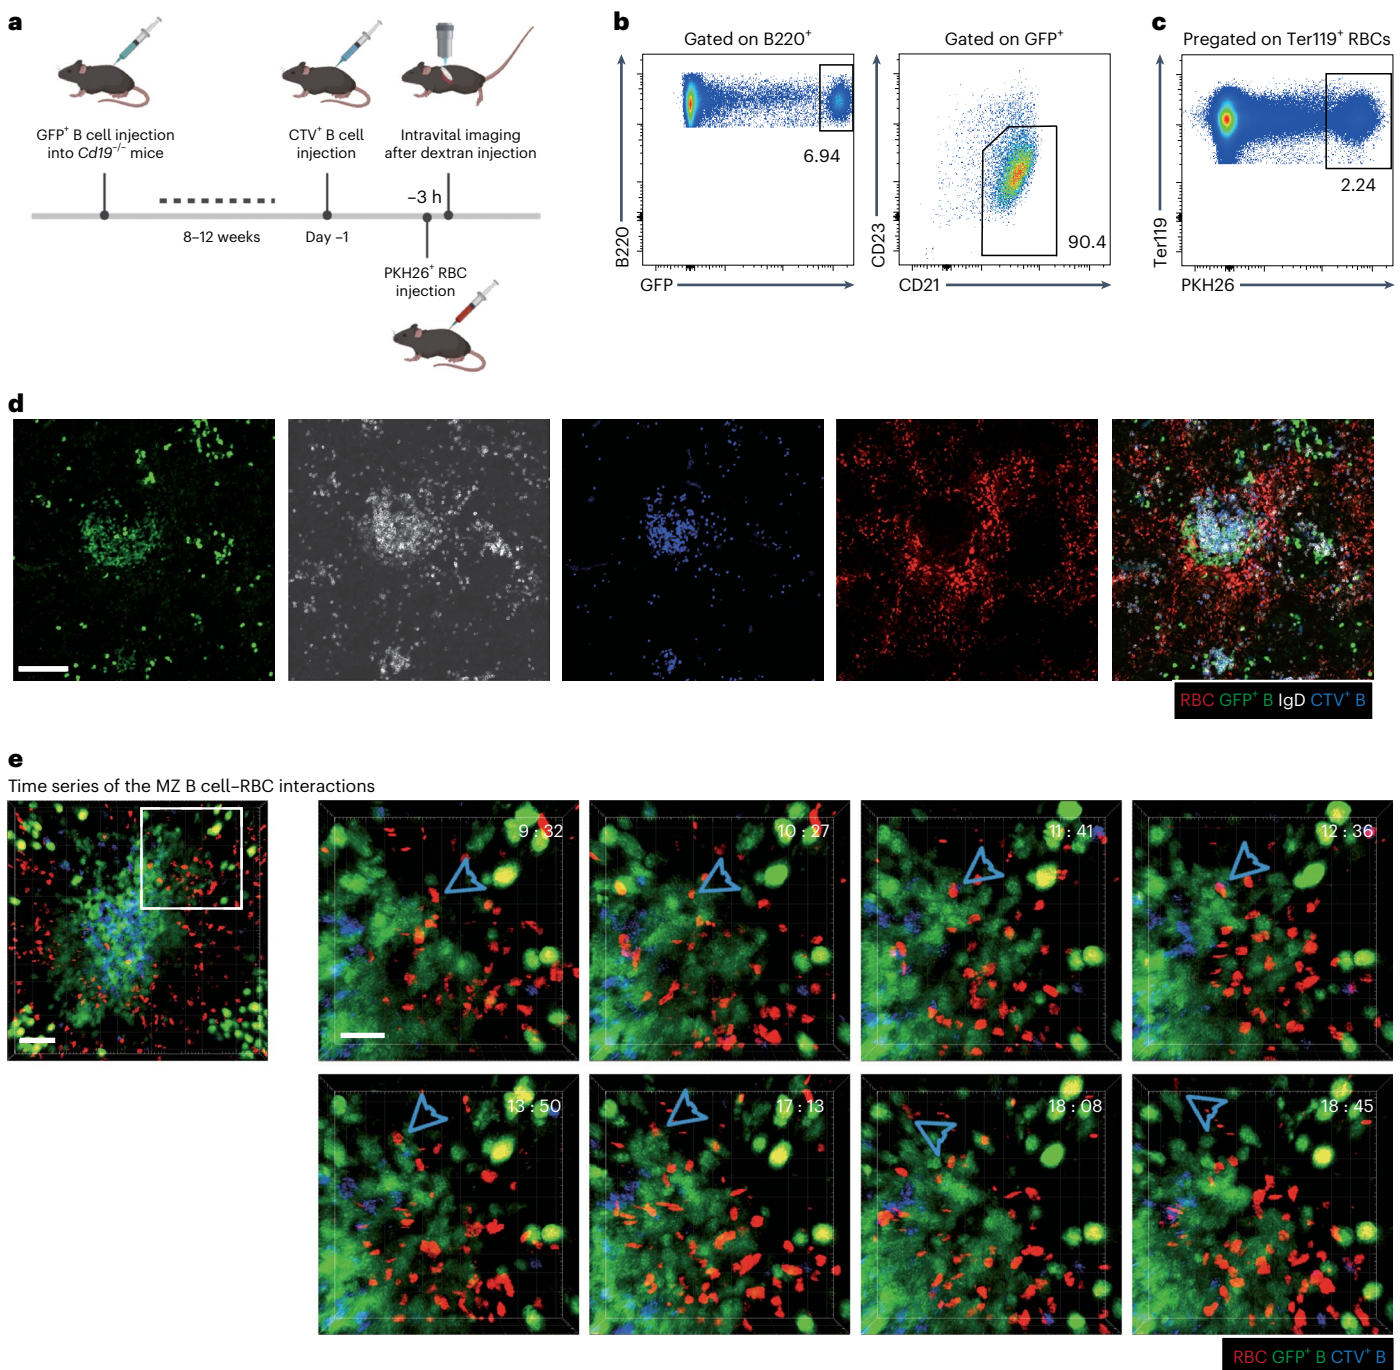 a
GFP⁺ B cell injection
into Cd19⁻/⁻ mice
CTV⁺ B cell
injection
Intravital imaging
after dextran injection
–3 h
8–12 weeks
Day –1
PKH26⁺ RBC
injection
b
Gated on B220⁺
B220
6.94
GFP
Gated on GFP⁺
CD23
90.4
CD21
c
Pregated on Ter119⁺ RBCs
Ter119
2.24
PKH26
d
RBC GFP⁺ B IgD CTV⁺ B
e
Time series of the MZ B cell–RBC interactions
9 : 32
10 : 27
11 : 41
12 : 36
13 : 50
17 : 13
18 : 08
18 : 45
RBC GFP⁺ B CTV⁺ B